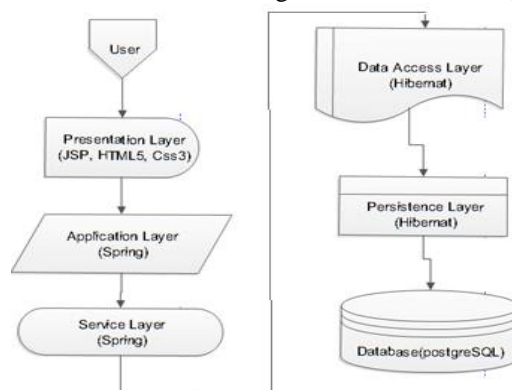 User
Presentation Layer
(JSP, HTML5, Css3)
Application Layer
(Spring)
Service Layer
(Spring)
Data Access Layer
(Hibernat)
Persistence Layer
(Hibernat)
Database(postgreSQL)